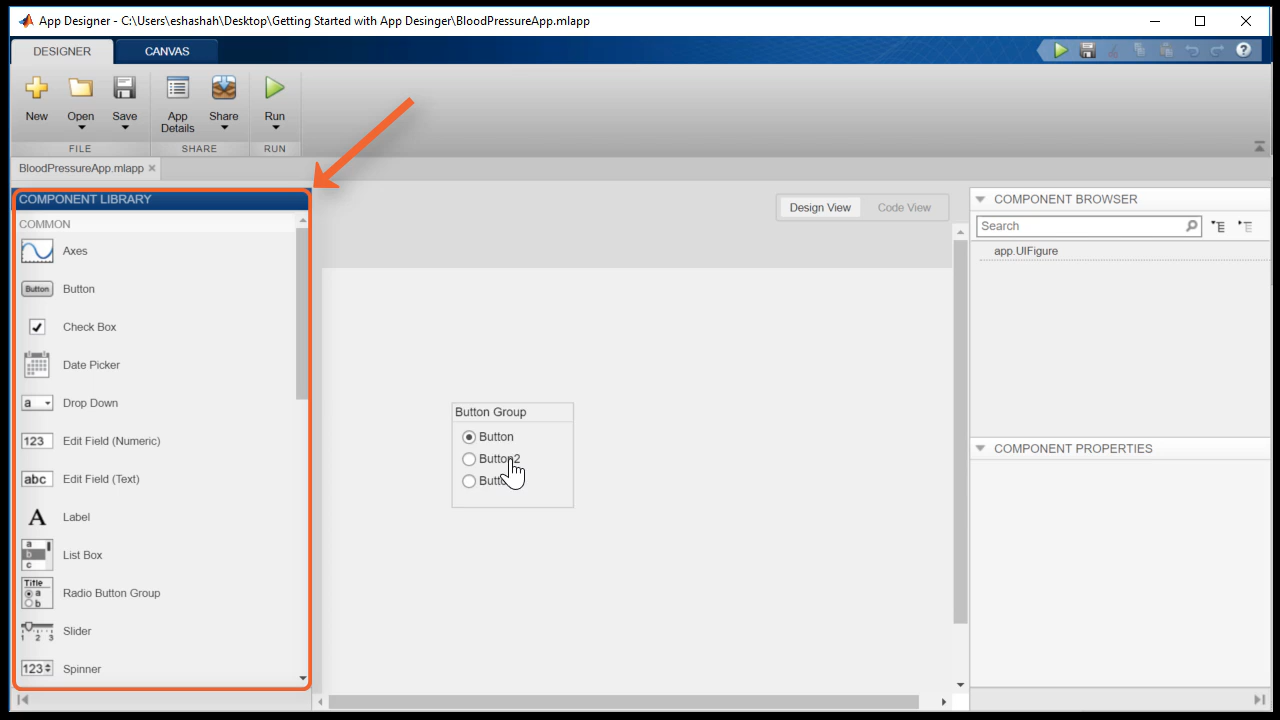 App Designer - C:\Users\eshashah\Desktop\Getting Started with App Desinger\BloodPressureApp.mlapp
DESIGNER CANVAS
New Open Save App Details Share Run
FILE SHARE RUN
BloodPressureApp.mlapp
COMPONENT LIBRARY
COMMON
Axes
Button Button
Check Box
Date Picker
a Drop Down
123 Edit Field (Numeric)
abc Edit Field (Text)
A Label
a
b
c
List Box
Title
a
b
Radio Button Group
1 2 3 Slider
123 Spinner
Design View Code View
Button Group
Button
Button2
COMPONENT BROWSER
Search
app.UIFigure
COMPONENT PROPERTIES